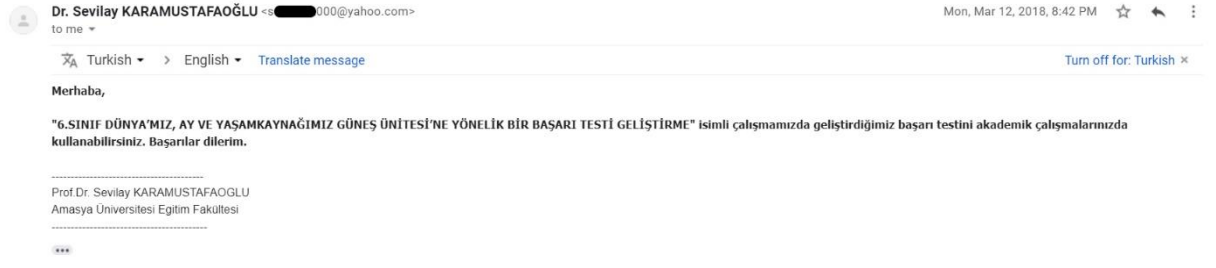 Dr. Sevilay KARAMUSTAFAOĞLU <s 000@yahoo.com> Mon, Mar 12, 2018, 8:42 PM
to me
Turkish > English Translate message Turn off for: Turkish ×
Merhaba,
"6.SINIF DÜNYA'MIZ, AY VE YAŞAMKAYNAĞIMIZ GÜNEŞ ÜNİTESİ'NE YÖNELİK BİR BAŞARI TESTİ GELİŞTİRME" isimli çalışmamızda geliştirdiğimiz başarı testini akademik çalışmalarınızda
kullanabilirsiniz. Başarılar dilerim.
----------------------------------------
Prof.Dr. Sevilay KARAMUSTAFAOGLU
Amasya Üniversitesi Egitim Fakültesi
-----------------------------------------